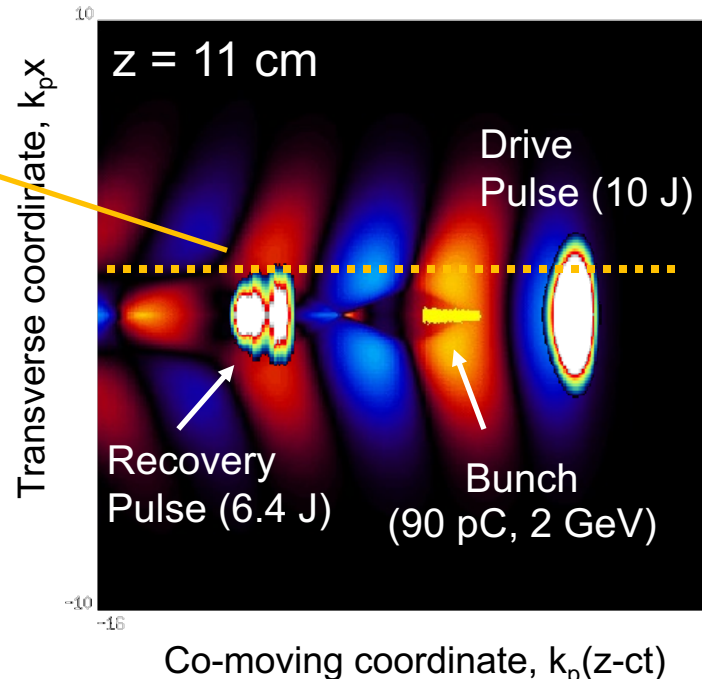 10
z = 11 cm
Transverse coordinate, kₚx
Drive
Pulse (10 J)
Recovery
Pulse (6.4 J)
Bunch
(90 pC, 2 GeV)
-10
-16
Co-moving coordinate, kₚ(z-ct)